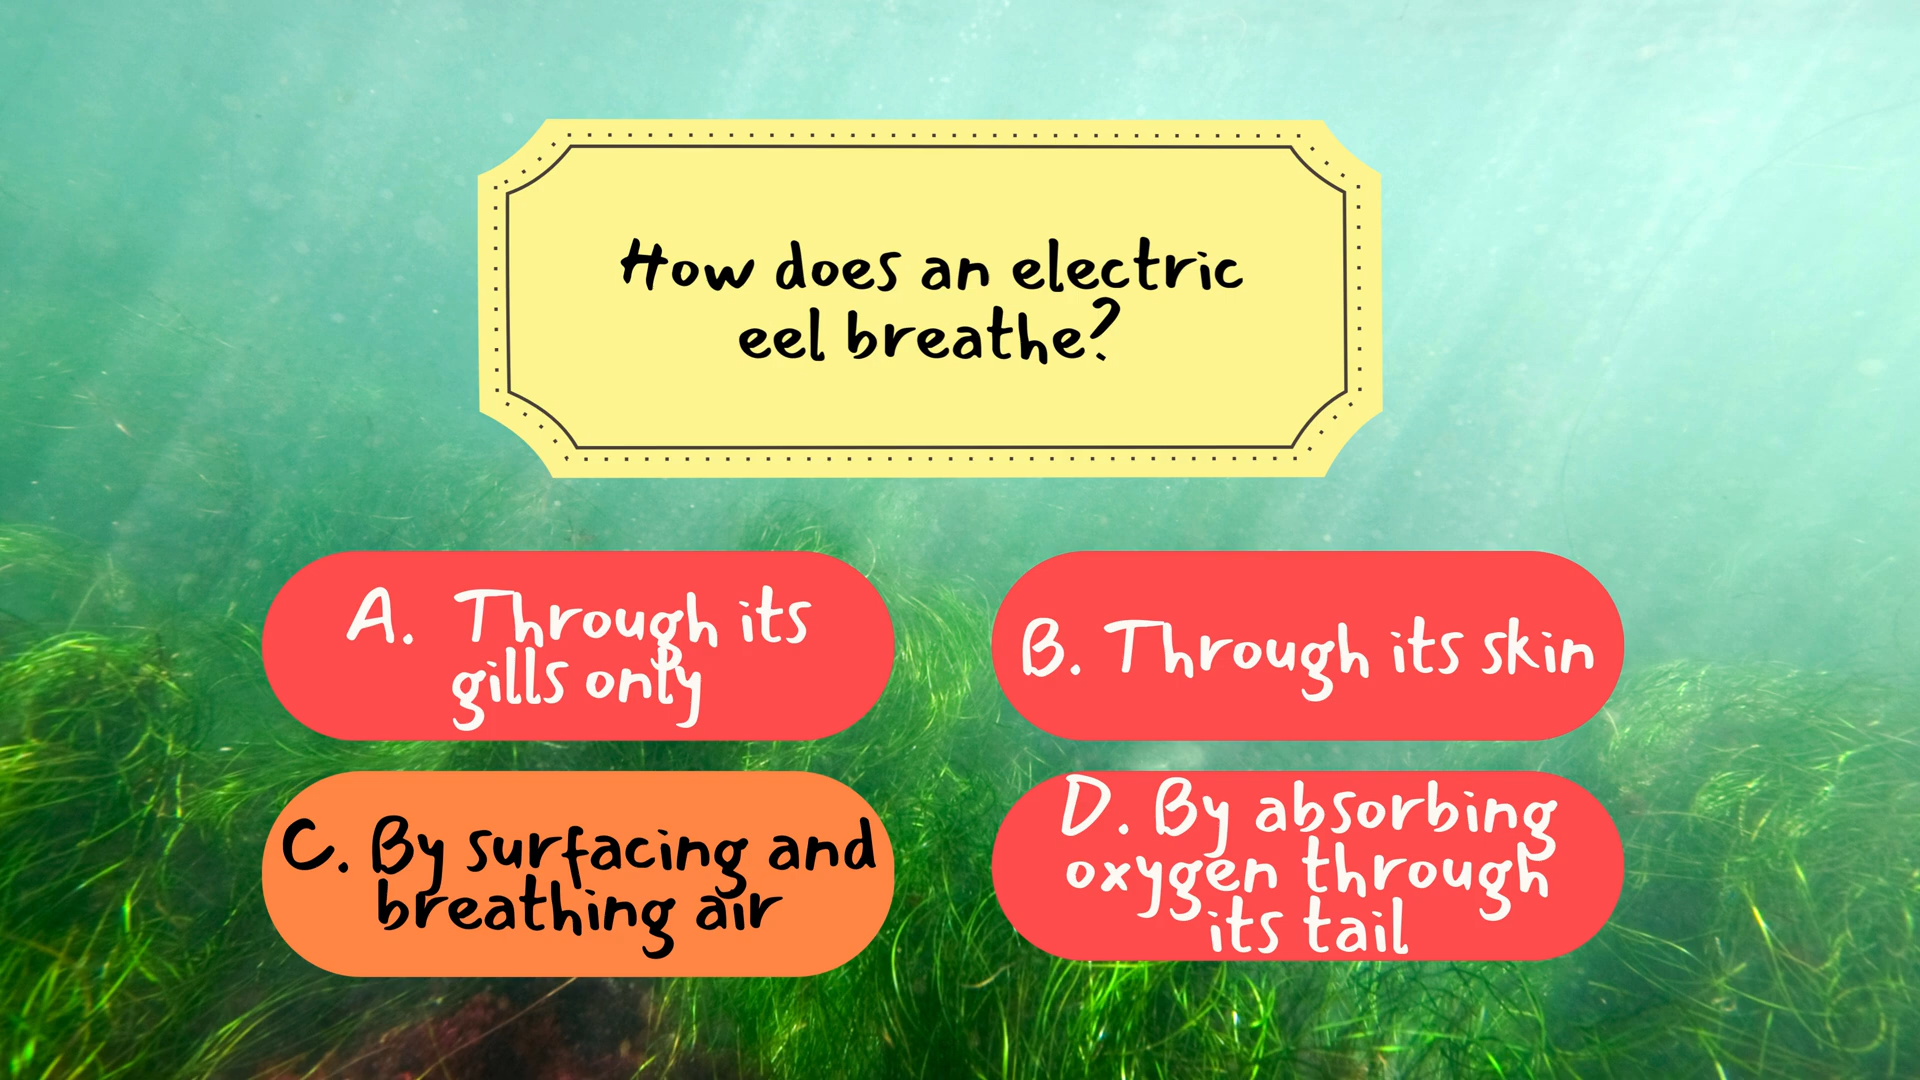 How does an electric
eel breathe?
A. Through its
gills only
B. Through its skin
C. By surfacing and
breathing air
D. By absorbing
oxygen through
its tail